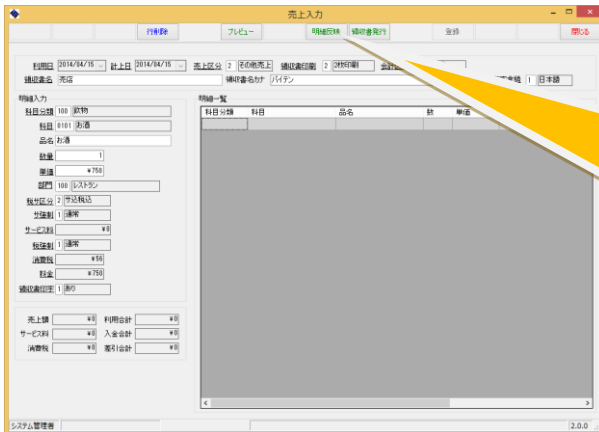 売上入力
行削除 プレビュー 明細反映 領収書発行 登録 閉じる
利用日 2014/04/15 計上日 2014/04/15 売上区分 2 その他売上 領収書印刷 2 2枚印刷
領収書名 売店 領収書名カナ バイテン 1 日本語
明細入力
科目分類 100 飲物
科目 0101 お酒
品名 お酒
数量 1
単価 ¥750
部門 100 レストラン
税サ区分 2 サ込税込
サ強制 1 通常
サービス料 ¥0
税強制 1 通常
消費税 ¥56
料金 ¥750
領収書印字 1 あり
売上額 ¥0 利用合計 ¥0
サービス料 ¥0 入金合計 ¥0
消費税 ¥0 差引合計 ¥0
明細一覧
科目分類 科目 品名 数 単価
システム管理者 2.0.0